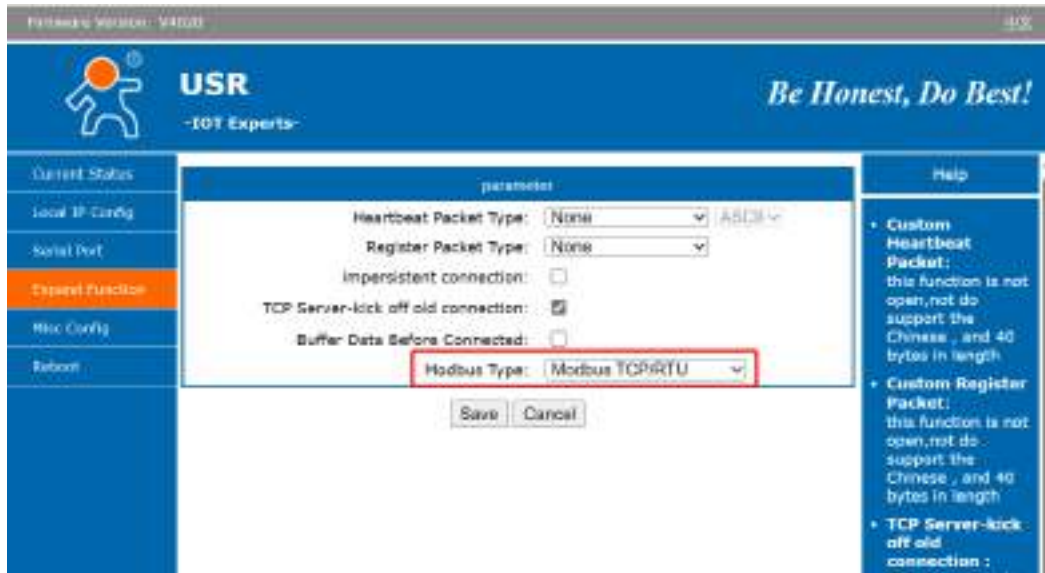 Firmware Version: V4020
中文
USR
-IOT Experts-
Be Honest, Do Best!
Current Status
Local IP Config
Serial Port
Expand Function
Misc Config
Reboot
parameter
Heartbeat Packet Type: None ASCII
Register Packet Type: None
impersistent connection:
TCP Server-kick off old connection:
Buffer Data Before Connected:
Modbus Type: Modbus TCP/RTU
Save Cancel
Help
• Custom
Heartbeat
Packet:
this function is not
open,not do
support the
Chinese , and 40
bytes in length
• Custom Register
Packet:
this function is not
open,not do
support the
Chinese , and 40
bytes in length
• TCP Server-kick
off old
connection :